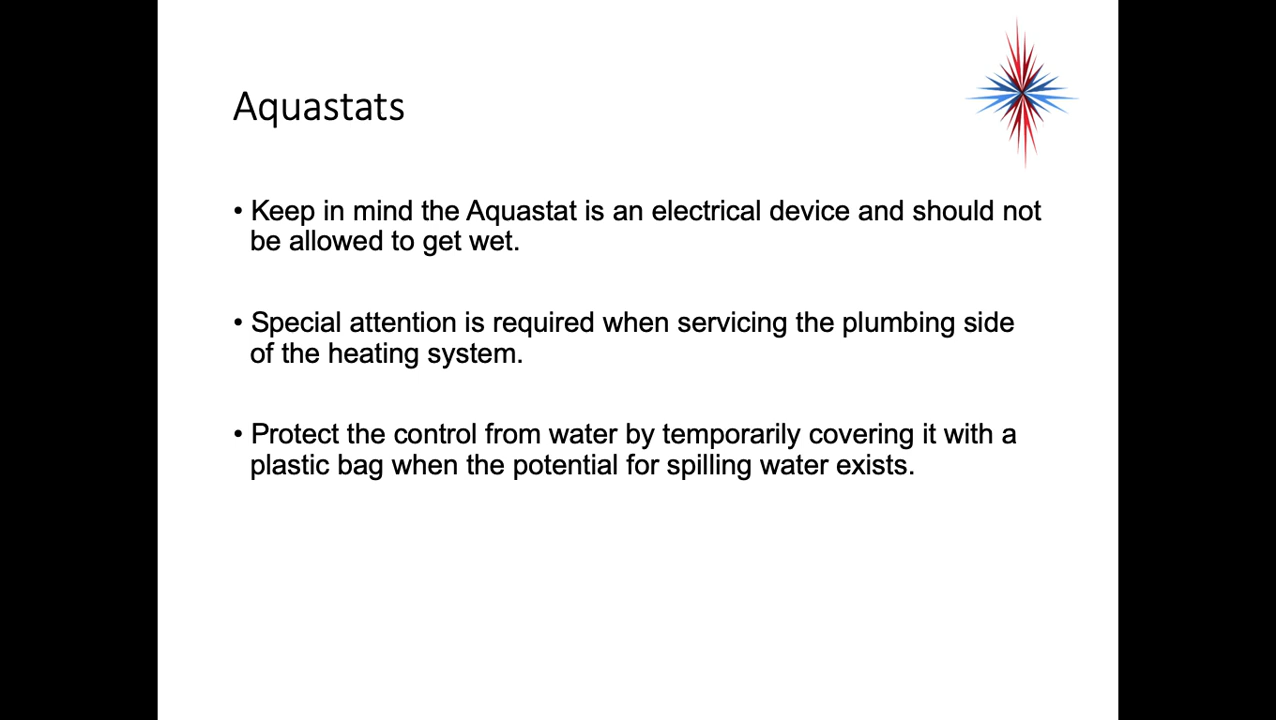 Aquastats
• Keep in mind the Aquastat is an electrical device and should not
be allowed to get wet.
• Special attention is required when servicing the plumbing side
of the heating system.
• Protect the control from water by temporarily covering it with a
plastic bag when the potential for spilling water exists.